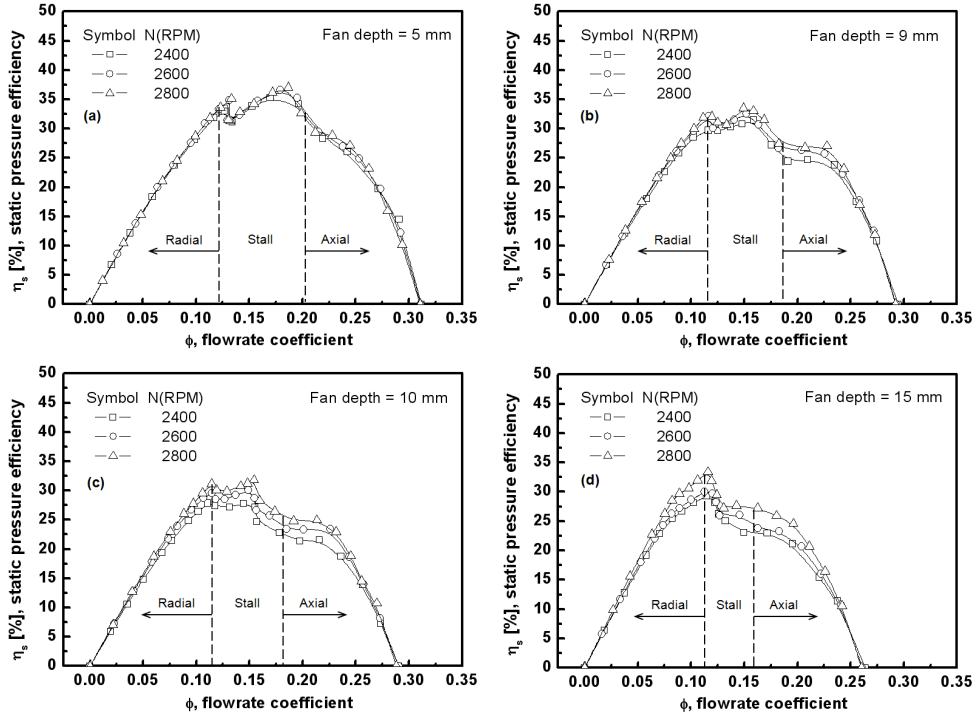 50
45
40
35
30
25
20
15
10
5
0
ηs [%], static pressure efficiency
Symbol N(RPM)
2400
2600
2800
Fan depth = 5 mm
(a)
Radial Stall Axial
0.00 0.05 0.10 0.15 0.20 0.25 0.30 0.35
ϕ, flowrate coefficient
50
45
40
35
30
25
20
15
10
5
0
ηs [%], static pressure efficiency
Symbol N(RPM)
2400
2600
2800
Fan depth = 9 mm
(b)
Radial Stall Axial
0.00 0.05 0.10 0.15 0.20 0.25 0.30 0.35
ϕ, flowrate coefficient
50
45
40
35
30
25
20
15
10
5
0
ηs [%], static pressure efficiency
Symbol N(RPM)
2400
2600
2800
Fan depth = 10 mm
(c)
Radial Stall Axial
0.00 0.05 0.10 0.15 0.20 0.25 0.30 0.35
ϕ, flowrate coefficient
50
45
40
35
30
25
20
15
10
5
0
ηs [%], static pressure efficiency
Symbol N(RPM)
2400
2600
2800
Fan depth = 15 mm
(d)
Radial Stall Axial
0.00 0.05 0.10 0.15 0.20 0.25 0.30 0.35
ϕ, flowrate coefficient